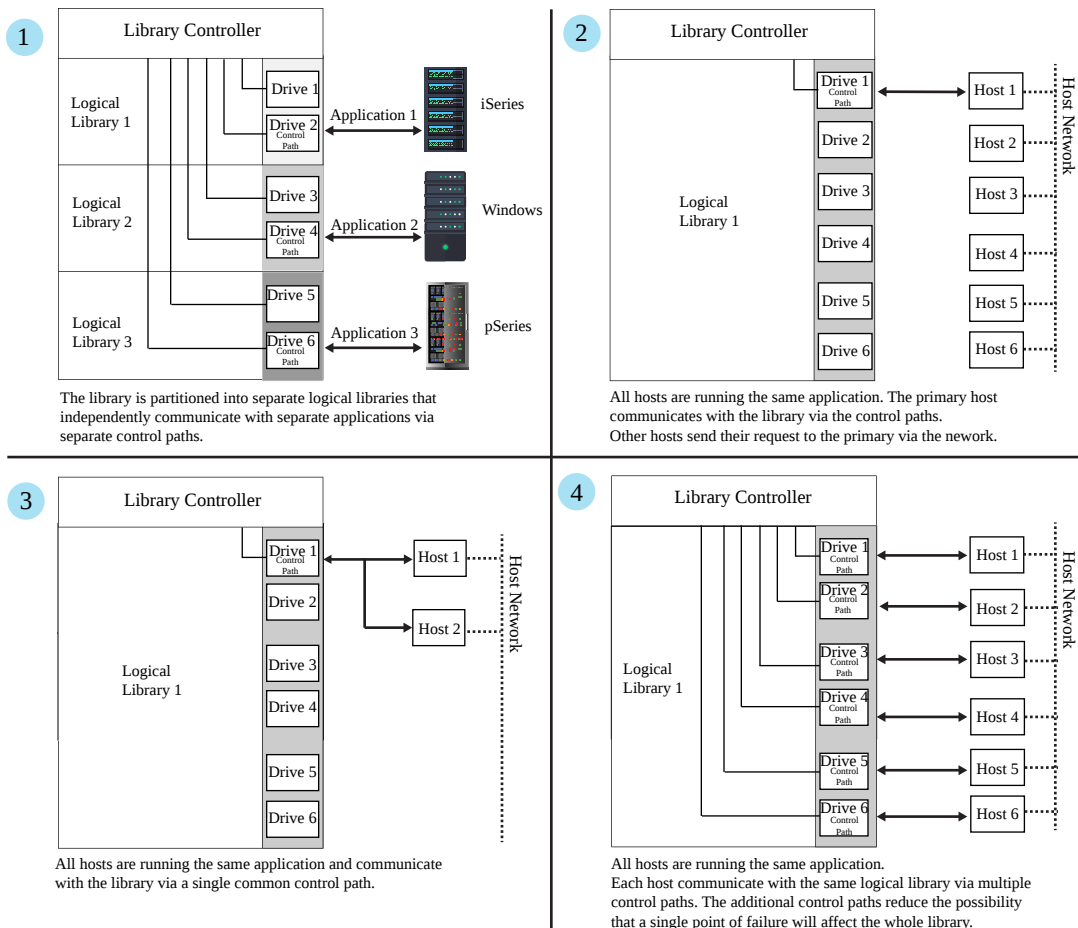 1
Library Controller
Logical
Library 1
Drive 1
Drive 2
Control
Path
Application 1
iSeries
Logical
Library 2
Drive 3
Drive 4
Control
Path
Application 2
Windows
Logical
Library 3
Drive 5
Drive 6
Control
Path
Application 3
pSeries
The library is partitioned into separate logical libraries that
independently communicate with separate applications via
separate control paths.
2
Library Controller
Logical
Library 1
Drive 1
Control
Path
Drive 2
Drive 3
Drive 4
Drive 5
Drive 6
Host 1
Host 2
Host 3
Host 4
Host 5
Host 6
Host Network
All hosts are running the same application. The primary host
communicates with the library via the control paths.
Other hosts send their request to the primary via the nework.
3
Library Controller
Logical
Library 1
Drive 1
Control
Path
Drive 2
Drive 3
Drive 4
Drive 5
Drive 6
Host 1
Host 2
Host Network
All hosts are running the same application and communicate
with the library via a single common control path.
4
Library Controller
Logical
Library 1
Drive 1
Control
Path
Drive 2
Control
Path
Drive 3
Control
Path
Drive 4
Control
Path
Drive 5
Control
Path
Drive 6
Control
Path
Host 1
Host 2
Host 3
Host 4
Host 5
Host 6
Host Network
All hosts are running the same application.
Each host communicate with the same logical library via multiple
control paths. The additional control paths reduce the possibility
that a single point of failure will affect the whole library.